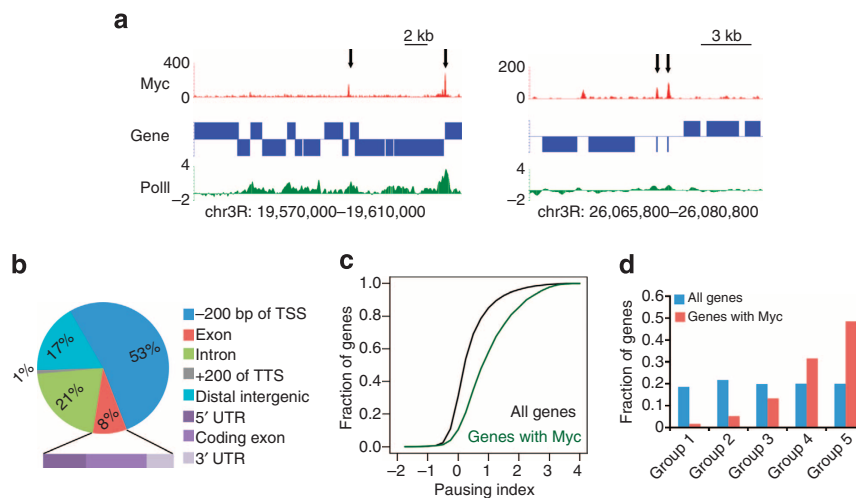 a
2 kb
3 kb
400
Myc
0
200
0
Gene
4
PolII
−2
4
−2
chr3R: 19,570,000–19,610,000
chr3R: 26,065,800–26,080,800
b
53%
8%
21%
1%
17%
−200 bp of TSS
Exon
Intron
+200 of TTS
Distal intergenic
5′ UTR
Coding exon
3′ UTR
c
Fraction of genes
1.0
0.8
0.6
0.4
0.2
0.0
All genes
Genes with Myc
−2 −1 0 1 2 3 4
Pausing index
d
Fraction of genes
0.6
0.5
0.4
0.3
0.2
0.1
0
All genes
Genes with Myc
Group 1
Group 2
Group 3
Group 4
Group 5